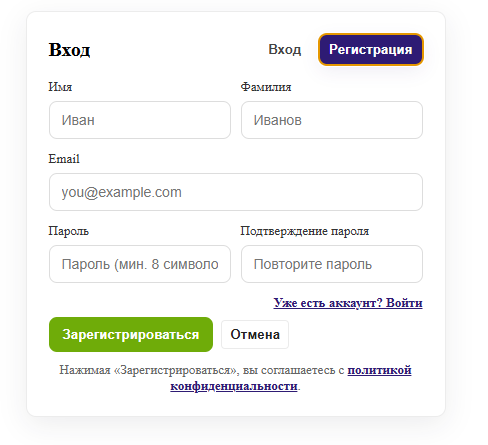 Вход Вход Регистрация
Имя Фамилия
Иван Иванов
Email
you@example.com
Пароль Подтверждение пароля
Пароль (мин. 8 символо Повторите пароль
Уже есть аккаунт? Войти
Зарегистрироваться Отмена
Нажимая «Зарегистрироваться», вы соглашаетесь с политикой
конфиденциальности.